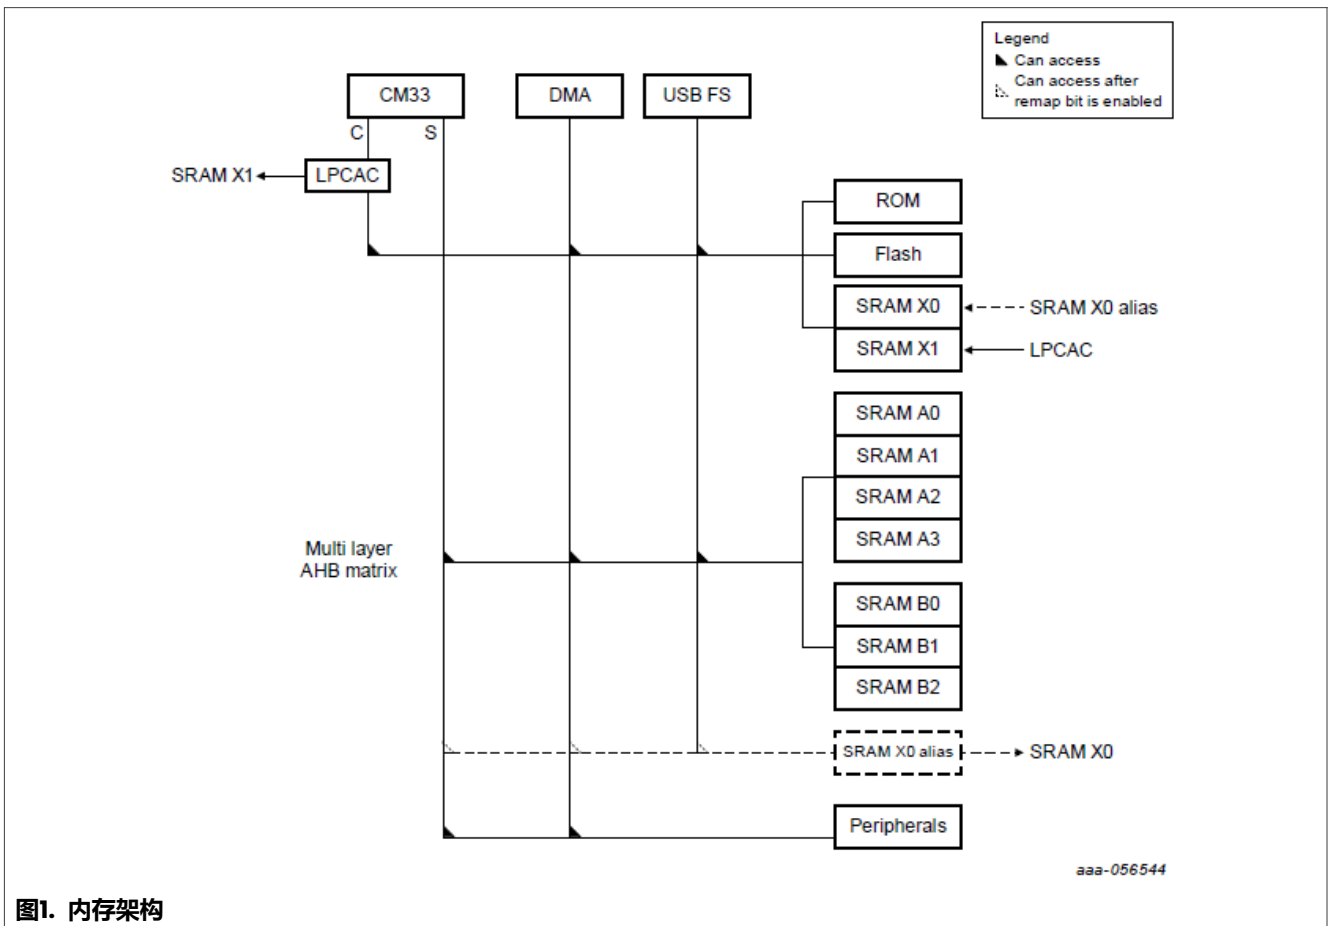 Legend
Can access
Can access after
remap bit is enabled
CM33
DMA
USB FS
C
S
SRAM X1
LPCAC
ROM
Flash
SRAM X0
SRAM X0 alias
SRAM X1
LPCAC
SRAM A0
SRAM A1
SRAM A2
SRAM A3
Multi layer
AHB matrix
SRAM B0
SRAM B1
SRAM B2
SRAM X0 alias
SRAM X0
Peripherals
aaa-056544
图1. 内存架构